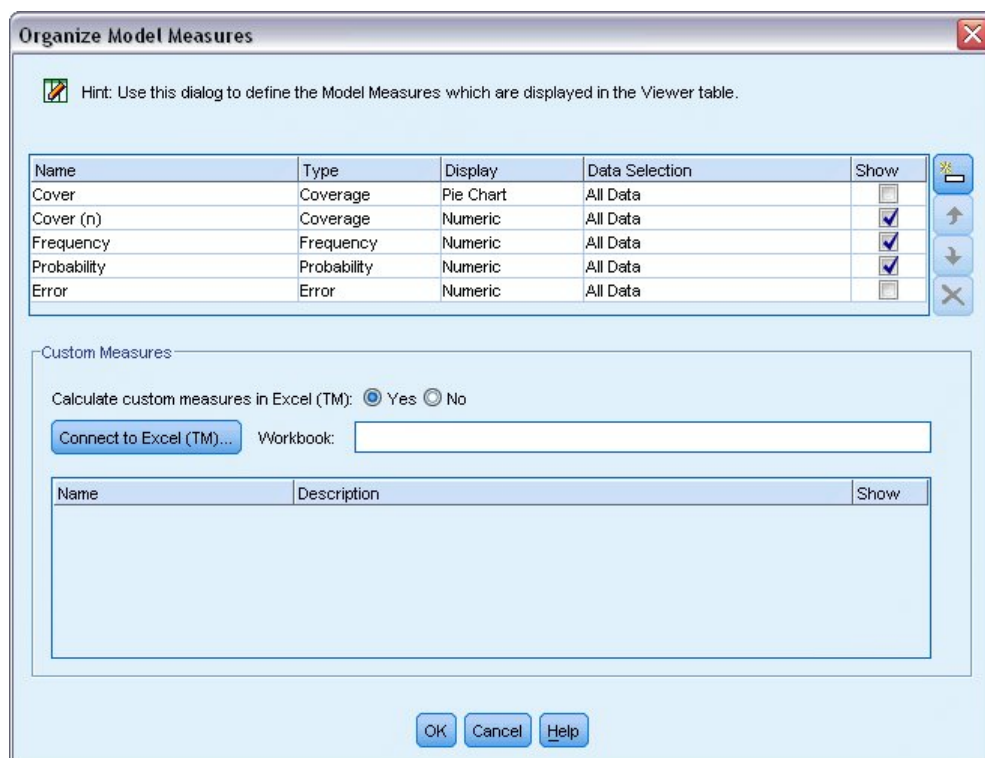 Organize Model Measures
Hint: Use this dialog to define the Model Measures which are displayed in the Viewer table.
Name Type Display Data Selection Show
Cover Coverage Pie Chart All Data
Cover (n) Coverage Numeric All Data
Frequency Frequency Numeric All Data
Probability Probability Numeric All Data
Error Error Numeric All Data
Custom Measures
Calculate custom measures in Excel (TM): Yes No
Connect to Excel (TM)... Workbook:
Name Description Show
OK Cancel Help